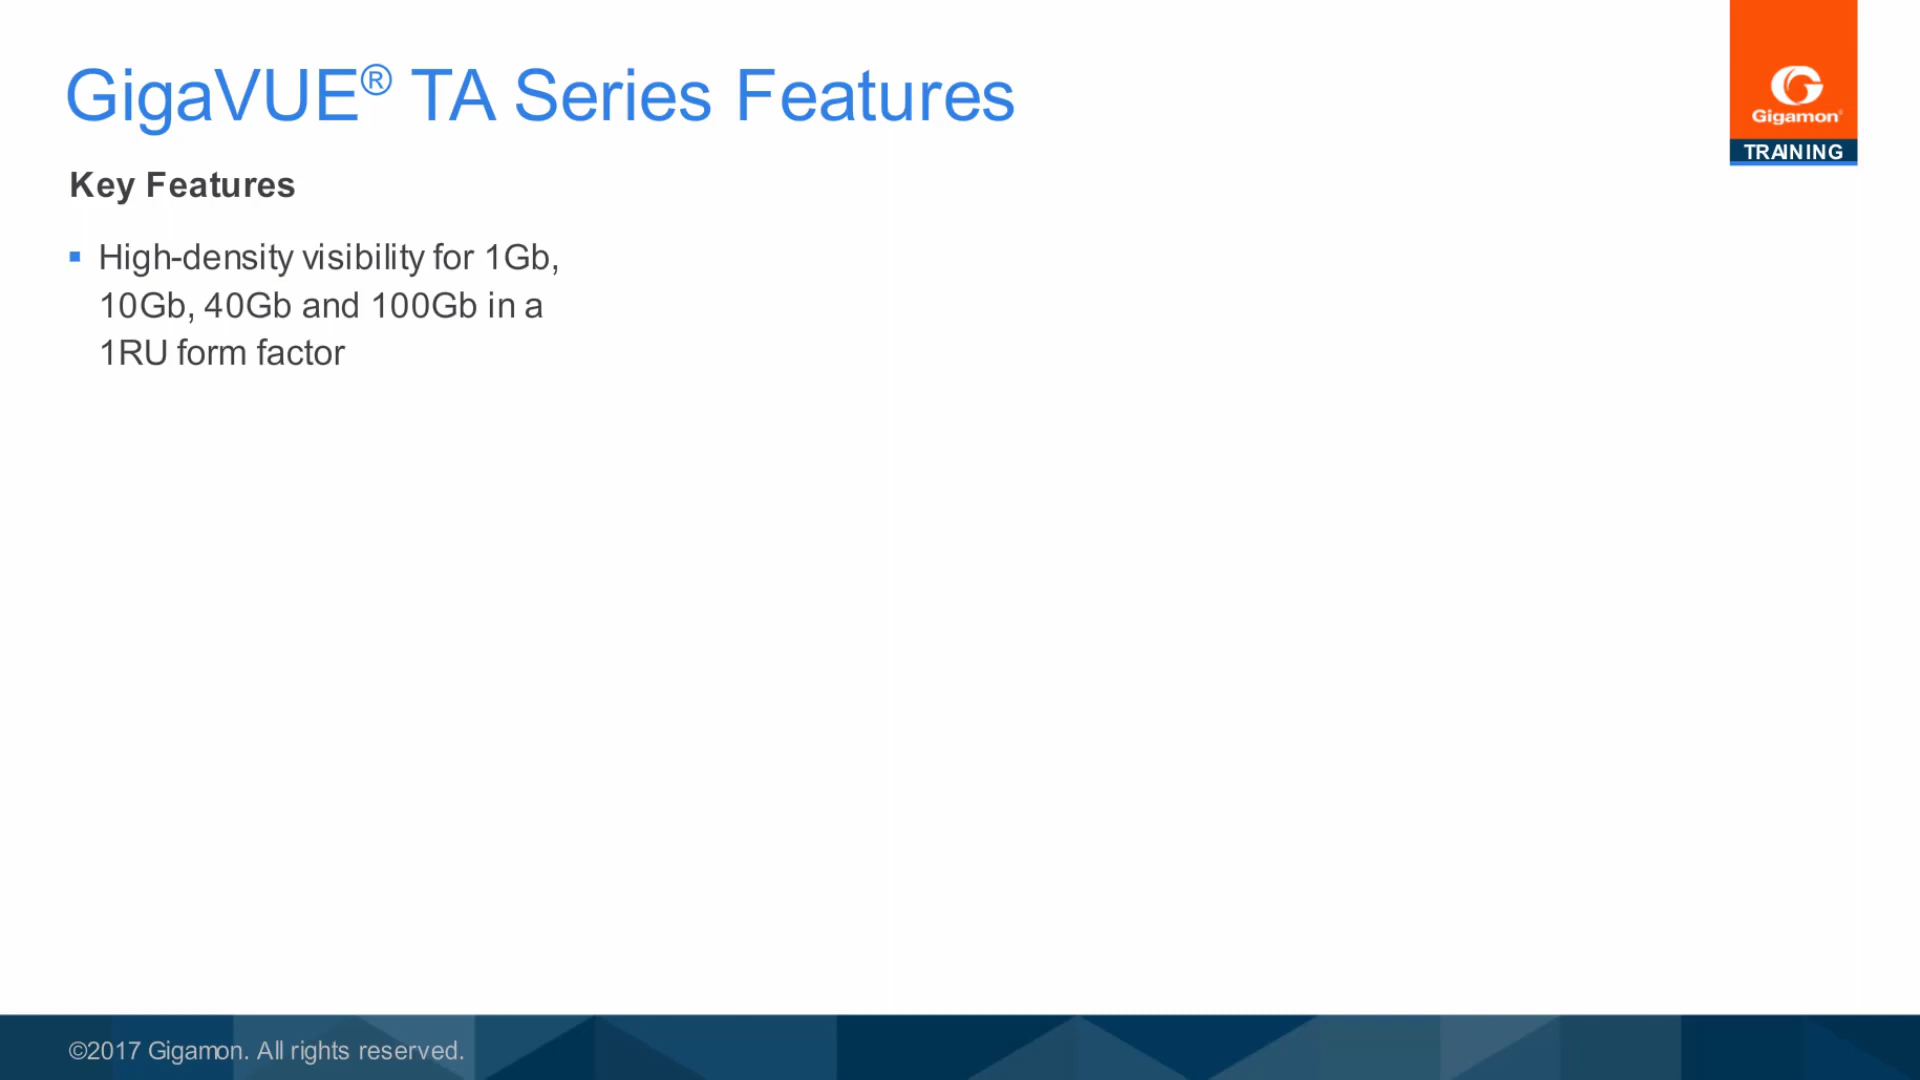 GigaVUE® TA Series Features
Gigamon®
TRAINING
Key Features
▪ High-density visibility for 1Gb,
10Gb, 40Gb and 100Gb in a
1RU form factor
©2017 Gigamon. All rights reserved.